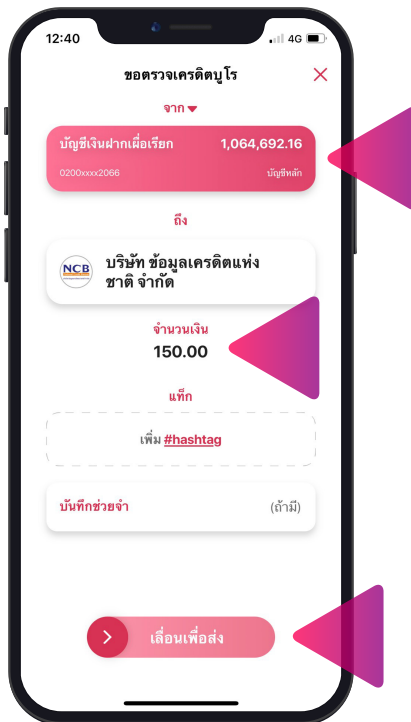 12:40
4G
ขอตรวจเครดิตบูโร
จาก
บัญชีเงินฝากเผื่อเรียก 1,064,692.16
0200xxxx2066 บัญชีหลัก
ถึง
NCB
บริษัท ข้อมูลเครดิตแห่ง
ชาติ จำกัด
จำนวนเงิน
150.00
แท็ก
เพิ่ม #hashtag
บันทึกช่วยจำ (ถ้ามี)
เลื่อนเพื่อส่ง